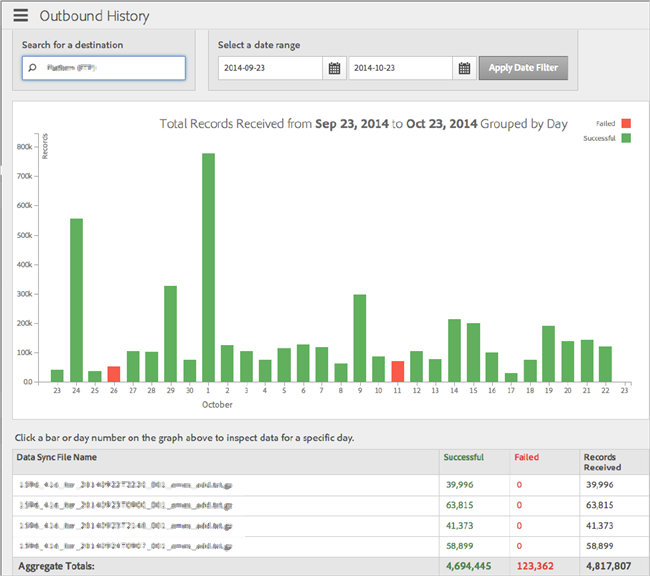 Outbound History
Search for a destination
Select a date range
2014-09-23
2014-10-23
Apply Date Filter
Total Records Received from Sep 23, 2014 to Oct 23, 2014 Grouped by Day
Failed
Successful
Records
800k
700k
600k
500k
400k
300k
200k
100k
0.0
23 24 25 26 27 28 29 30 1 2 3 4 5 6 7 8 9 10 11 12 13 14 15 16 17 18 19 20 21 22 23
October
Click a bar or day number on the graph above to inspect data for a specific day.
Data Sync File Name Successful Failed Records
Received
39,996 0 39,996
63,815 0 63,815
41,373 0 41,373
58,899 0 58,899
Aggregate Totals: 4,694,445 123,362 4,817,807